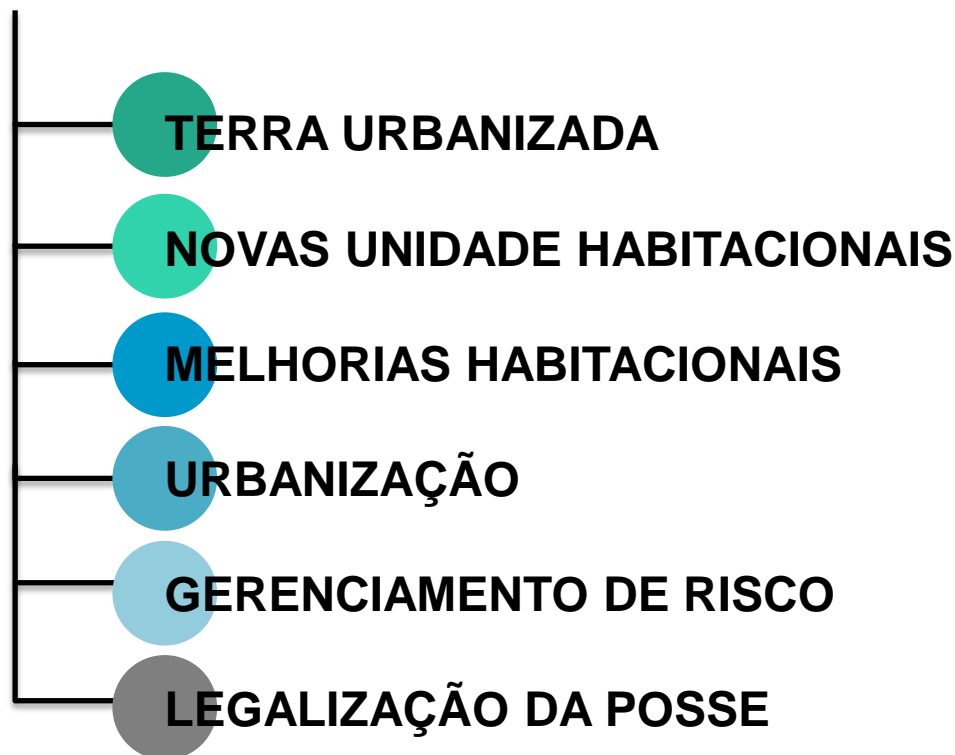 TERRA URBANIZADA
NOVAS UNIDADE HABITACIONAIS
MELHORIAS HABITACIONAIS
URBANIZAÇÃO
GERENCIAMENTO DE RISCO
LEGALIZAÇÃO DA POSSE